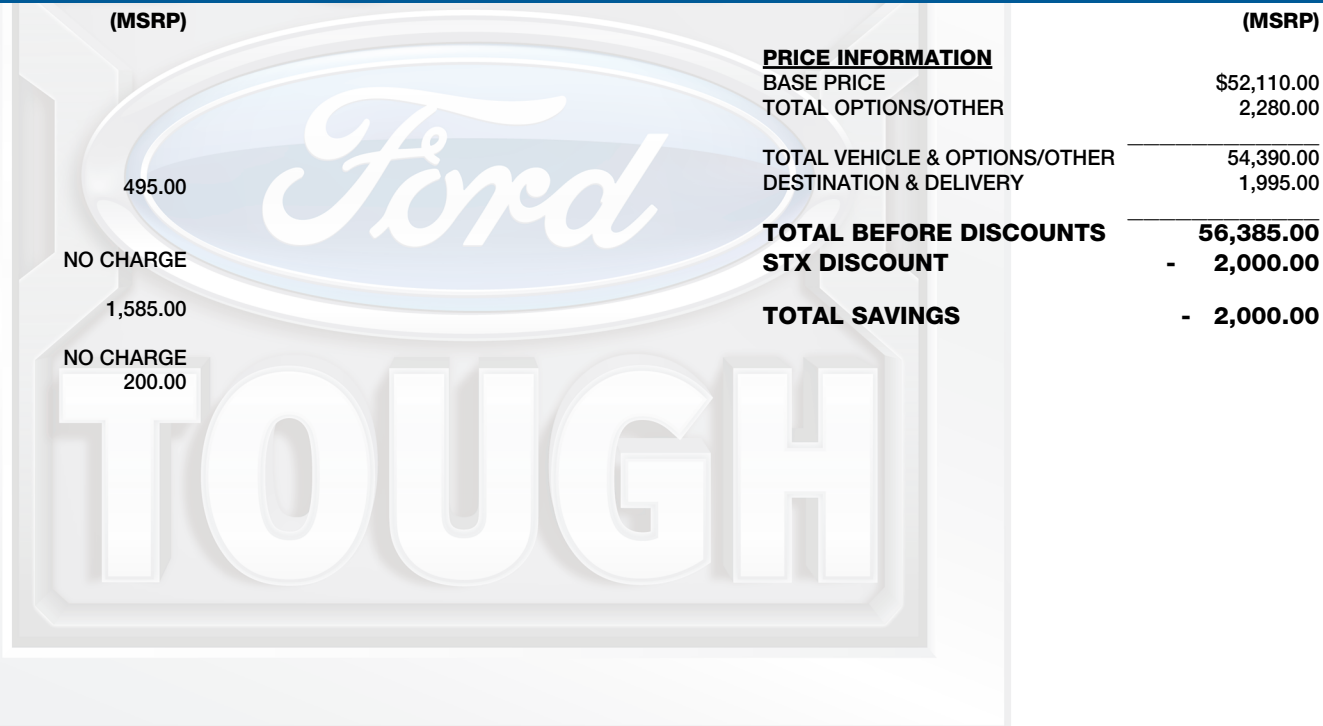 (MSRP)
495.00
NO CHARGE
1,585.00
NO CHARGE
200.00
Ford
TOUGH
(MSRP)
PRICE INFORMATION
BASE PRICE $52,110.00
TOTAL OPTIONS/OTHER 2,280.00
TOTAL VEHICLE & OPTIONS/OTHER 54,390.00
DESTINATION & DELIVERY 1,995.00
TOTAL BEFORE DISCOUNTS 56,385.00
STX DISCOUNT - 2,000.00
TOTAL SAVINGS - 2,000.00